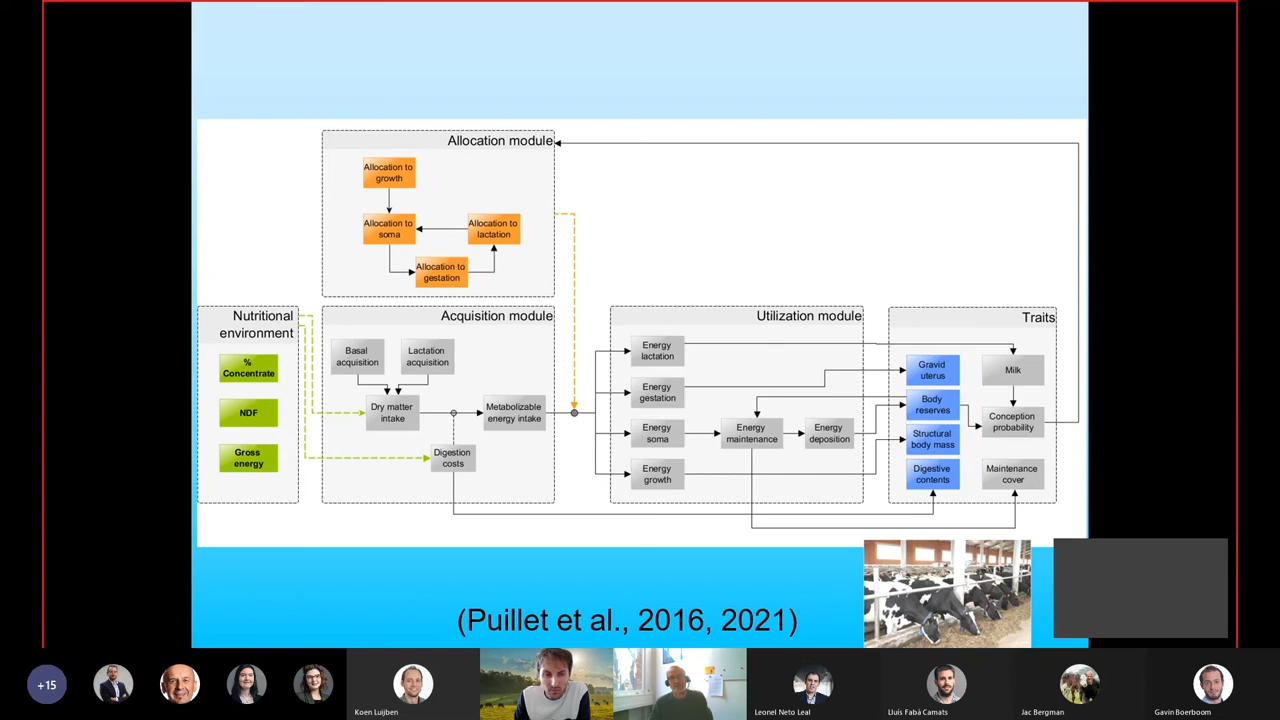 Allocation module
Allocation to
growth
Allocation to
soma
Allocation to
lactation
Allocation to
gestation
Nutritional
environment
%
Concentrate
NDF
Gross
energy
Acquisition module
Basal
acquisition
Lactation
acquisition
Dry matter
intake
Metabolizable
energy intake
Digestion
costs
Utilization module
Energy
lactation
Energy
gestation
Energy
soma
Energy
maintenance
Energy
deposition
Energy
growth
Traits
Gravid
uterus
Milk
Body
reserves
Conception
probability
Structural
body mass
Digestive
contents
Maintenance
cover
(Puillet et al., 2016, 2021)
+15
Koen Luijben
Leonel Neto Leal
Lluís Fabà Camats
Jac Bergman
Gavin Boerboom